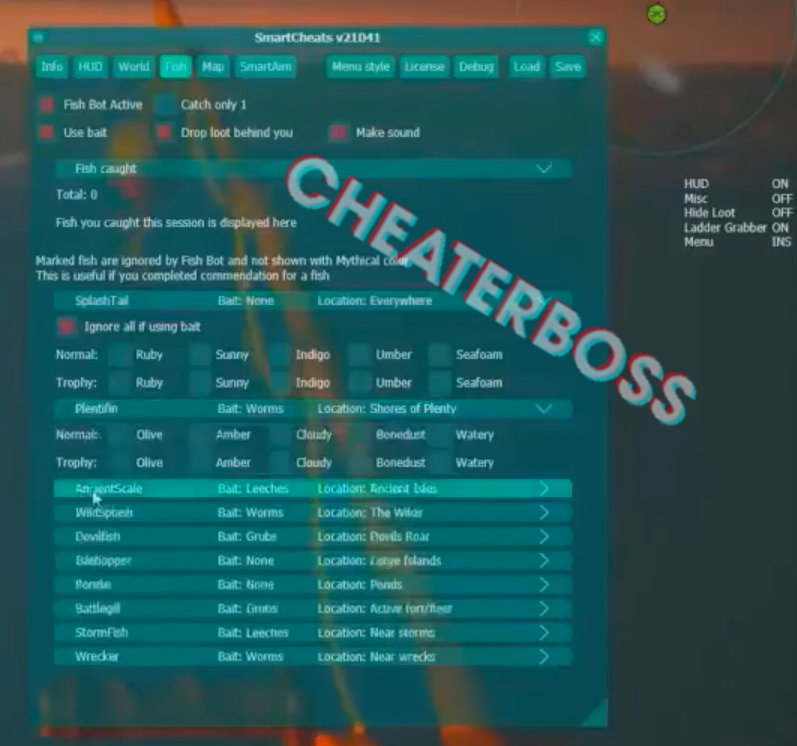 SmartCheats v21041
Info HUD World Fish Map SmartAim Menu style License Debug Load Save
Fish Bot Active Catch only 1
Use bait Drop loot behind you Make sound
Fish caught
Total: 0
Fish you caught this session is displayed here
CHEATERBOSS
HUD ON
Misc OFF
Hide Loot OFF
Ladder Grabber ON
Menu INS
Marked fish are ignored by Fish Bot and not shown with Mythical color
This is useful if you completed commendation for a fish
SplashTail Bait: None Location: Everywhere
Ignore all if using bait
Normal: Ruby Sunny Indigo Umber Seafoam
Trophy: Ruby Sunny Indigo Umber Seafoam
Plentifin Bait: Worms Location: Shores of Plenty
Normal: Olive Amber Cloudy Bonedust Watery
Trophy: Olive Amber Cloudy Bonedust Watery
AncientScale Bait: Leeches Location: Ancient Isles
Bait: Worms Location: The Wilds
Devilfish Bait: Grubs Location: Devils Roar
Islehopper Bait: None Location: Islands
Bait: None Location: Ponds
Battlegill Bait: Grubs Location: Active
StormFish Bait: Leeches Location: Near storms
Wrecker Bait: Worms Location: Near wrecks